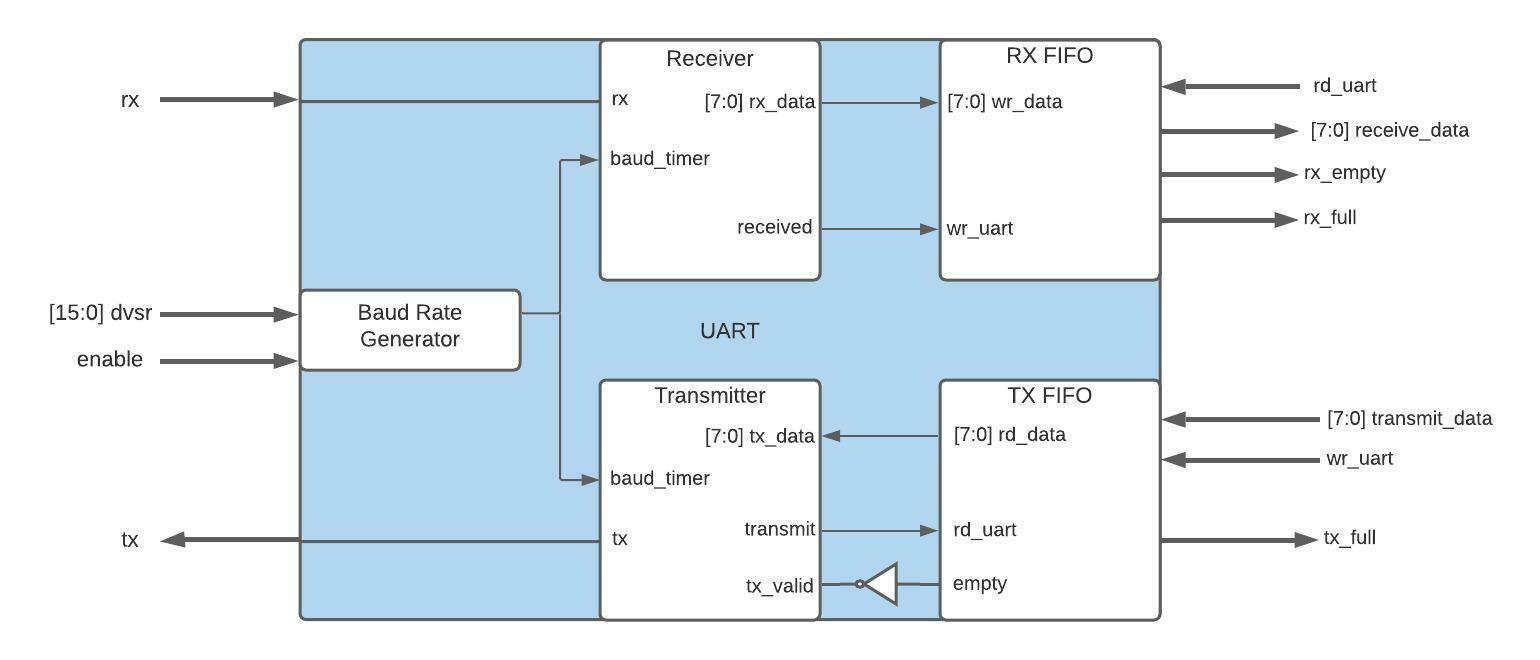 Receiver
RX FIFO
rx
rx
[7:0] rx_data
[7:0] wr_data
rd_uart
[7:0] receive_data
baud_timer
rx_empty
received
wr_uart
rx_full
[15:0] dvsr
Baud Rate
Generator
enable
UART
Transmitter
TX FIFO
[7:0] tx_data
[7:0] rd_data
[7:0] transmit_data
wr_uart
baud_timer
tx
tx
transmit
rd_uart
tx_full
tx_valid
empty